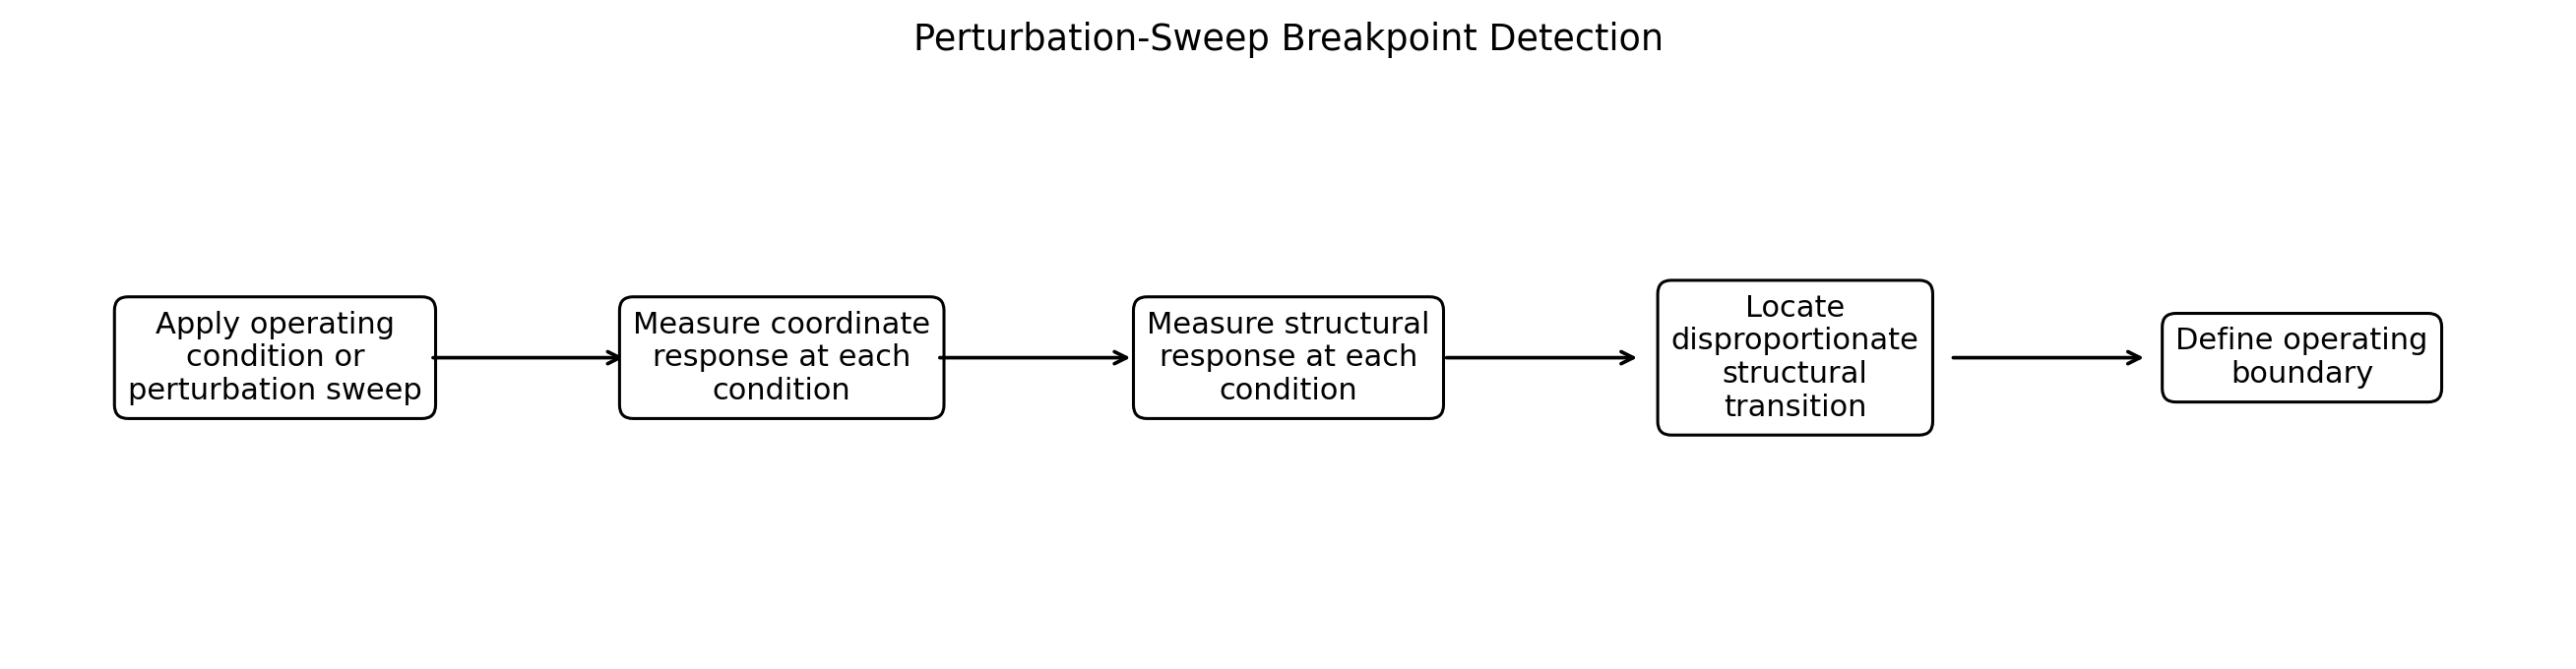 Perturbation-Sweep Breakpoint Detection
Apply operating
condition or
perturbation sweep
Measure coordinate
response at each
condition
Measure structural
response at each
condition
Locate
disproportionate
structural
transition
Define operating
boundary